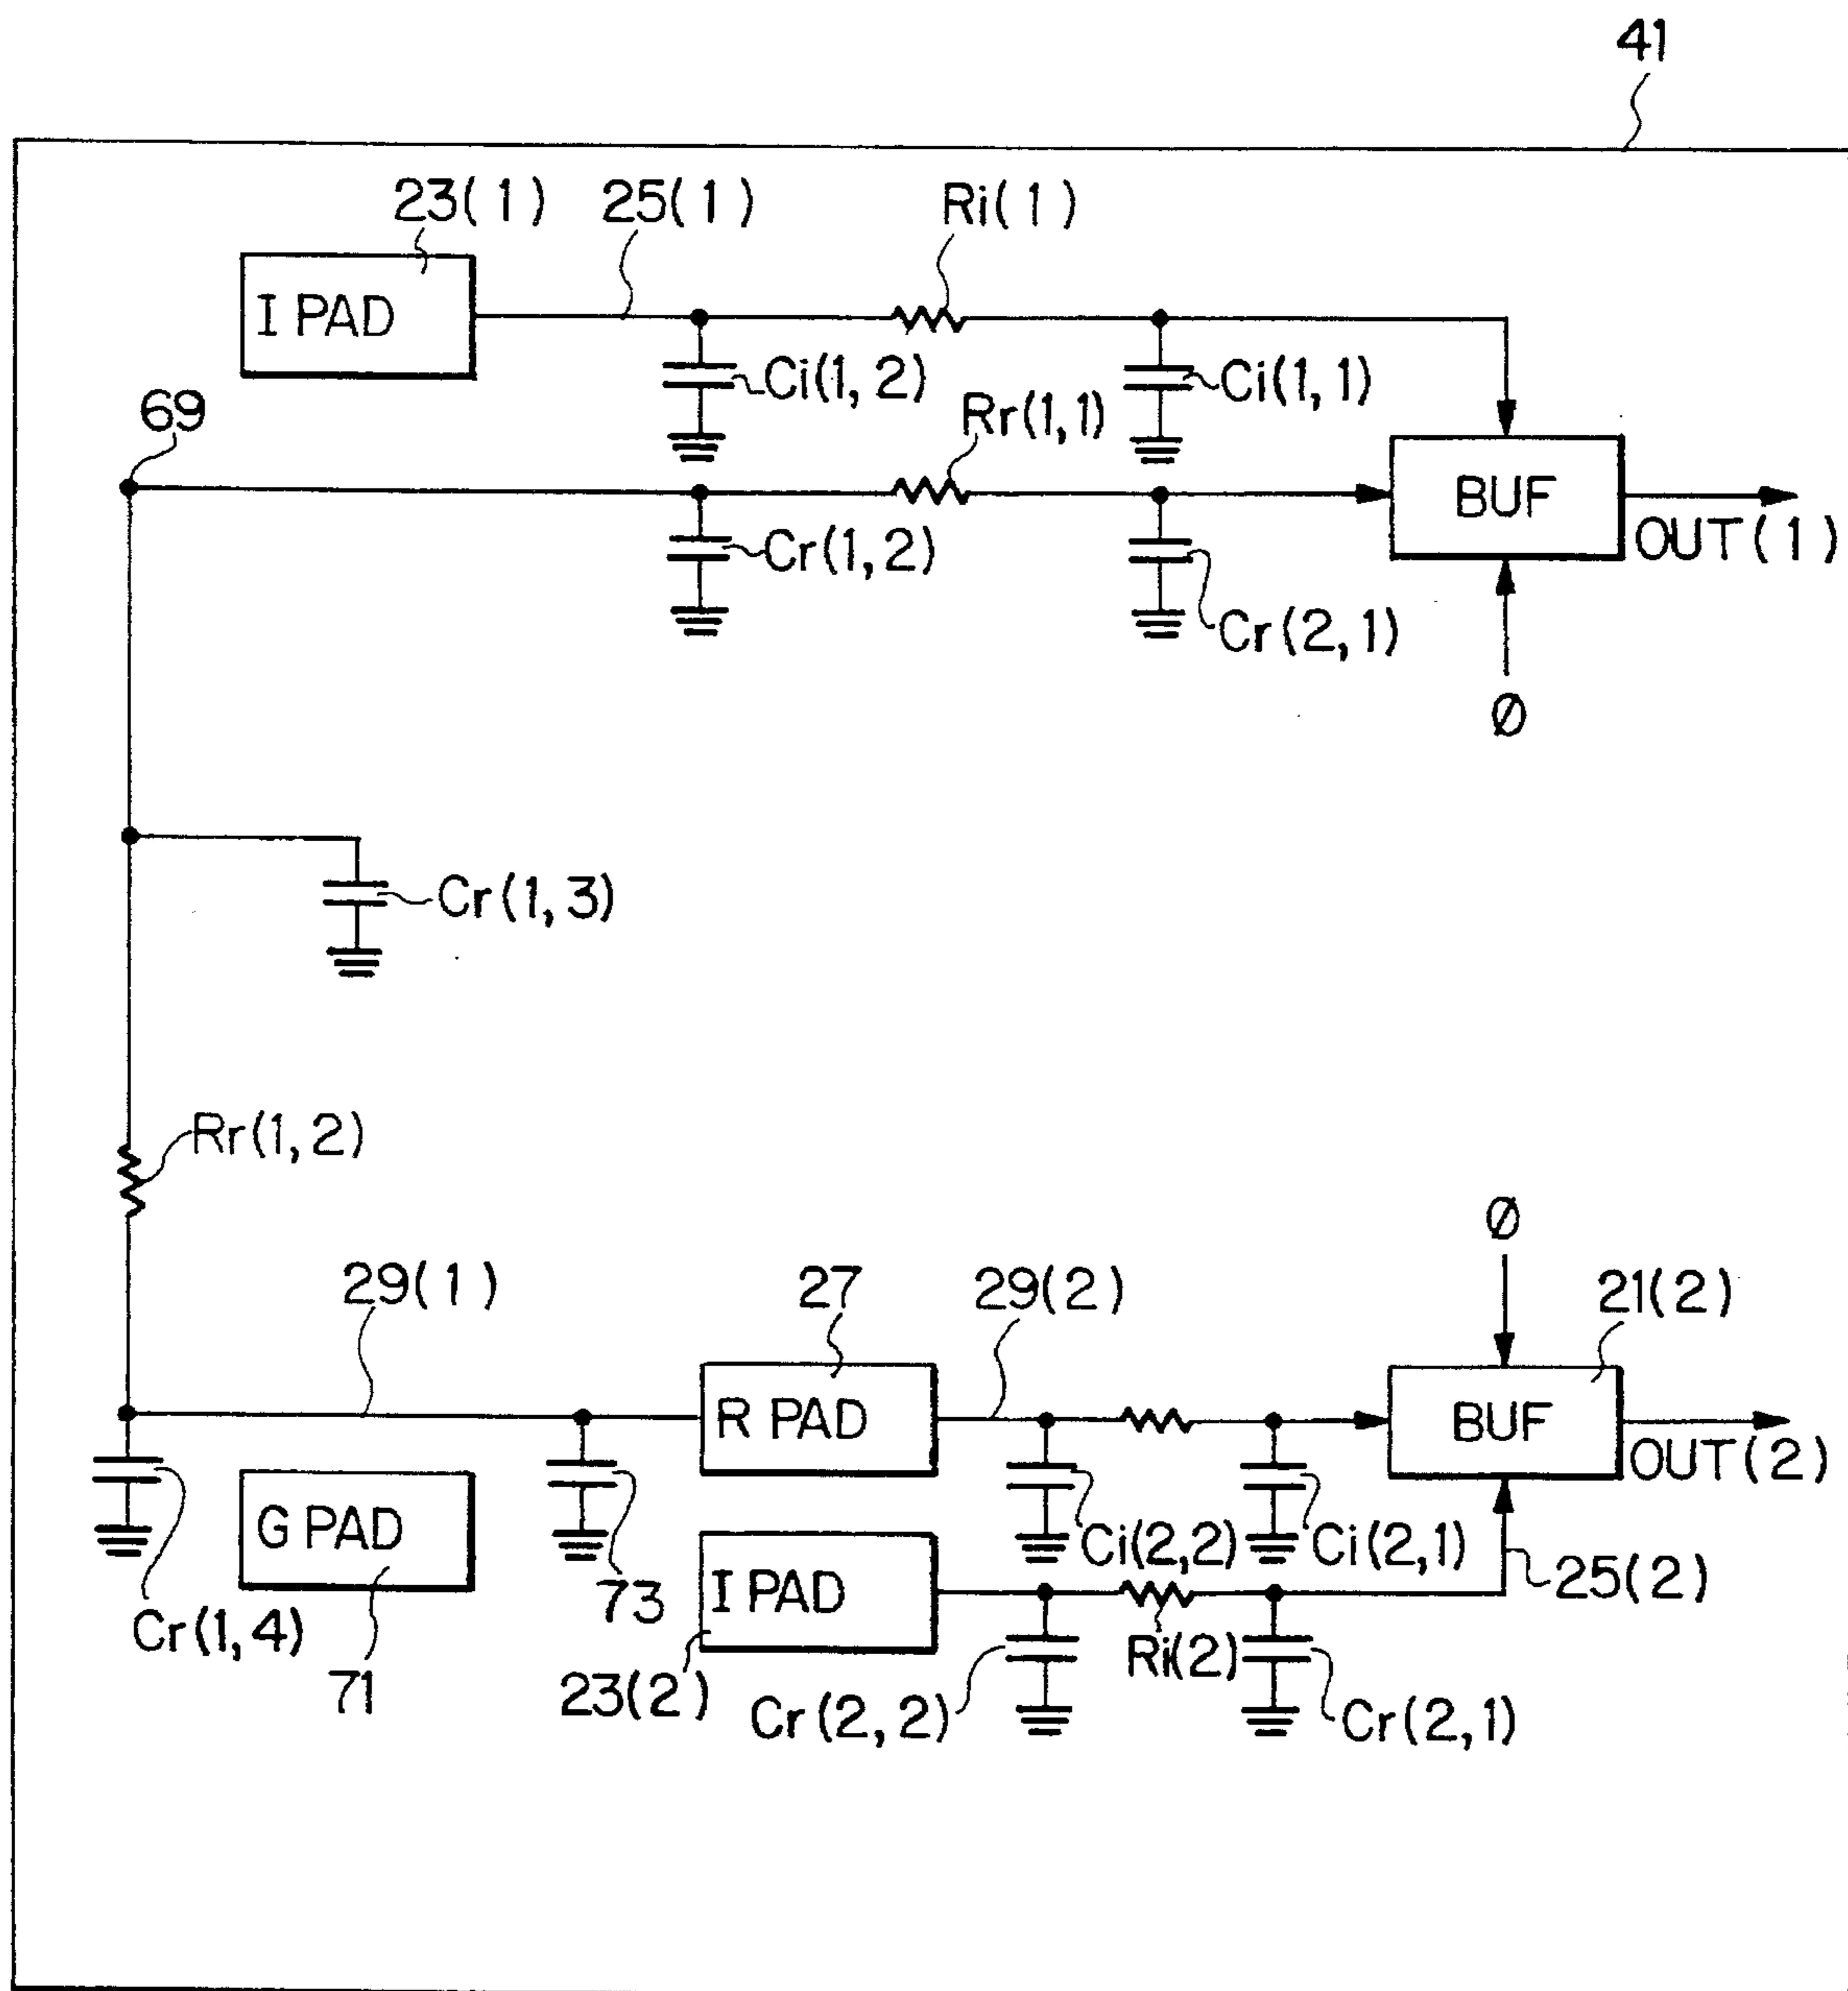 41
23(1) 25(1) Ri(1)
I PAD
Ci(1,2) Ci(1,1)
69 Rr(1,1)
BUF
Cr(1,2) OUT(1)
Cr(2,1)
Ø
Cr(1,3)
Rr(1,2)
Ø
29(1) 27 29(2) 21(2)
R PAD BUF
OUT(2)
G PAD Ci(2,2) Ci(2,1)
73 I PAD 25(2)
Cr(1,4) Ri(2)
71 23(2) Cr(2,2) Cr(2,1)